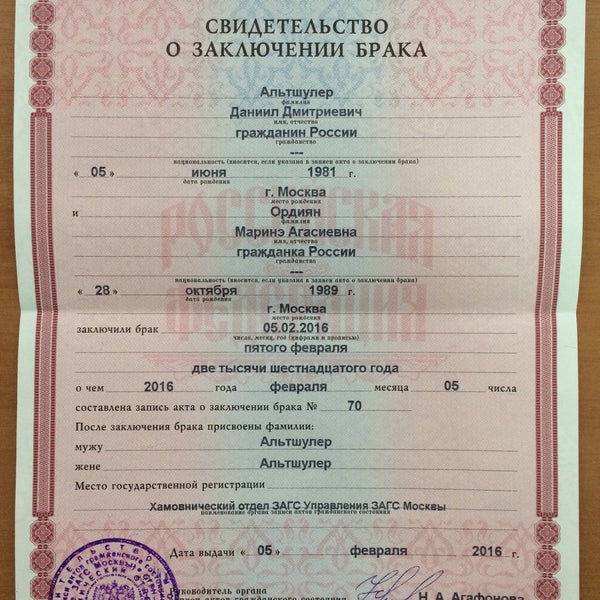 СВИДЕТЕЛЬСТВО
О ЗАКЛЮЧЕНИИ БРАКА
Альтшулер
фамилия
Даниил Дмитриевич
имя, отчество
гражданин России
гражданство
---
национальность (вносится, если указана в записи акта о заключении брака)
« 05 » июня 1981 г.
дата рождения
г. Москва
место рождения
и Ордиян
фамилия
Маринэ Агасиевна
имя, отчество
гражданка России
гражданство
---
национальность (вносится, если указана в записи акта о заключении брака)
« 28 » октября 1989 г.
дата рождения
г. Москва
место рождения
заключили брак 05.02.2016
число, месяц, год (цифрами и прописью)
пятого февраля
две тысячи шестнадцатого года
о чем 2016 года февраля месяца 05 числа
составлена запись акта о заключении брака № 70
После заключения брака присвоены фамилии:
мужу Альтшулер
жене Альтшулер
Место государственной регистрации
Хамовнический отдел ЗАГС Управления ЗАГС Москвы
наименование органа записи актов гражданского состояния
Дата выдачи « 05 » февраля 2016 г.
Руководитель органа
записи актов гражданского состояния Н. А. Агафонова
РОССИЙСКАЯ
ФЕДЕРАЦИЯ